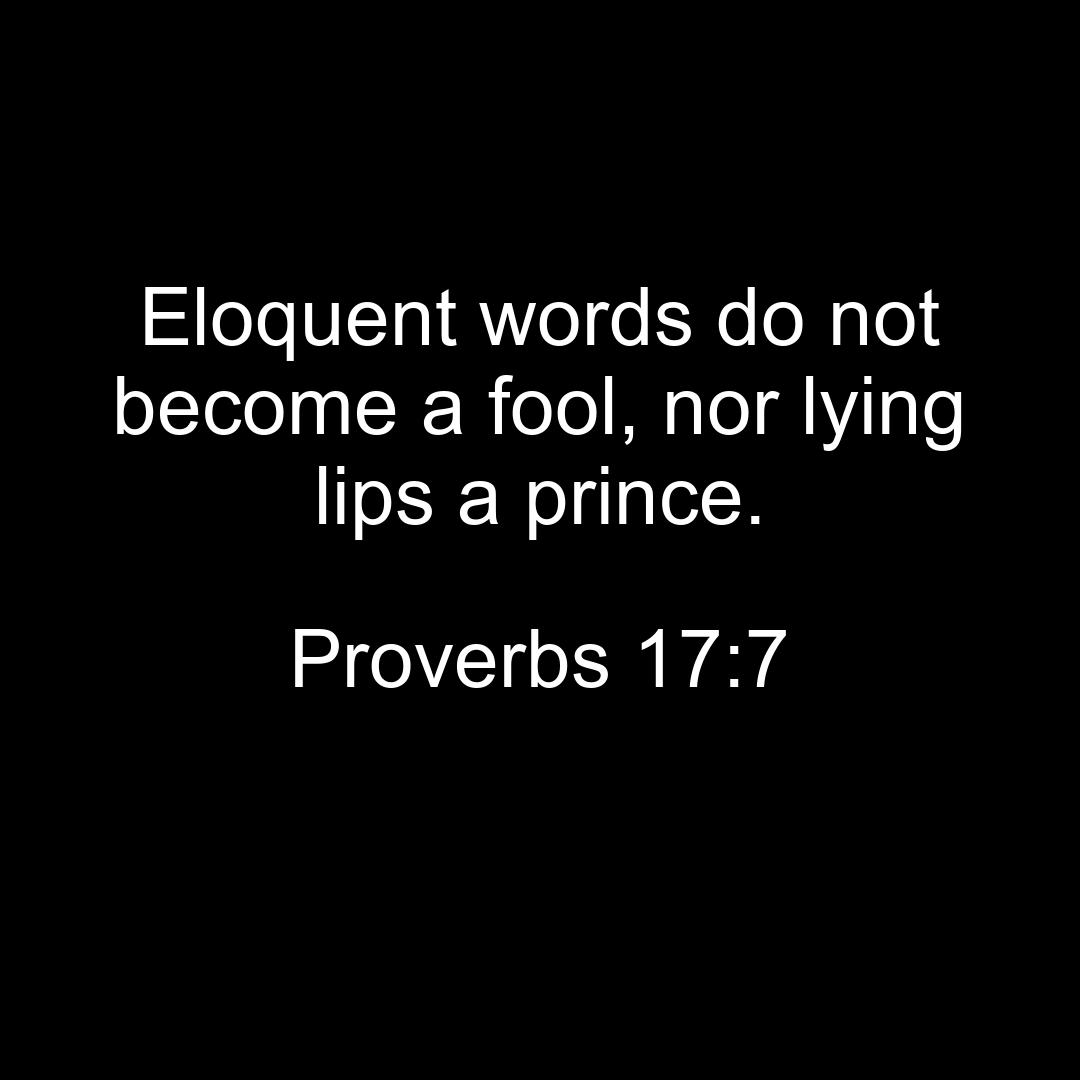 Eloquent words do not
become a fool, nor lying
lips a prince.
Proverbs 17:7